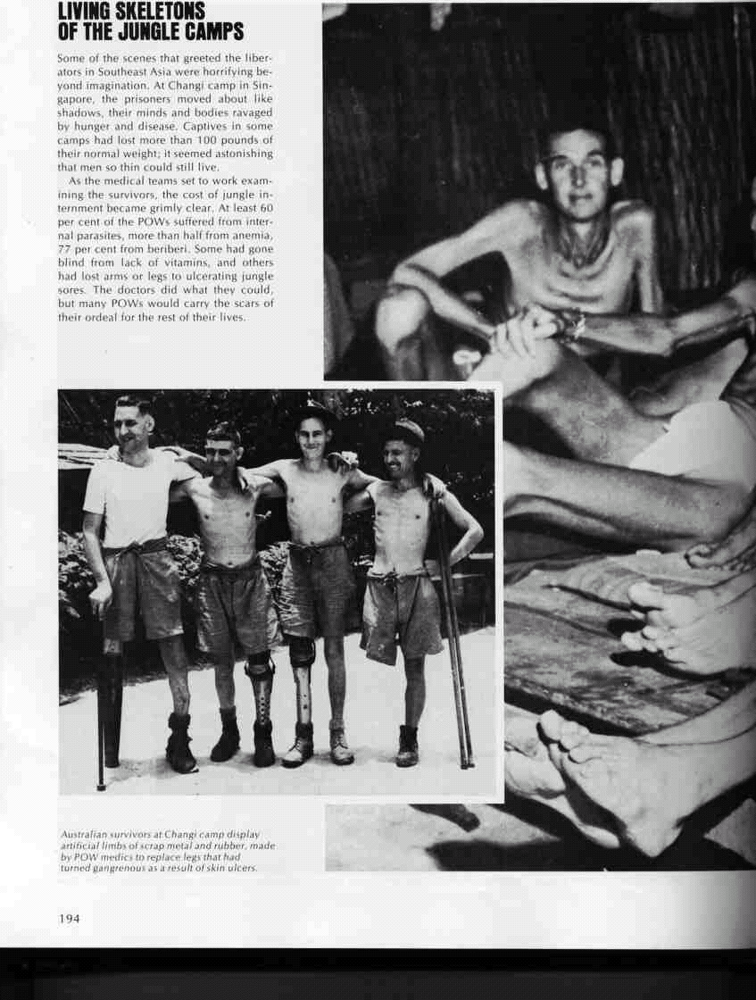 LIVING SKELETONS
OF THE JUNGLE CAMPS
Some of the scenes that greeted the liber-
ators in Southeast Asia were horrifying be-
yond imagination. At Changi camp in Sin-
gapore, the prisoners moved about like
shadows, their minds and bodies ravaged
by hunger and disease. Captives in some
camps had lost more than 100 pounds of
their normal weight; it seemed astonishing
that men so thin could still live.
As the medical teams set to work exam-
ining the survivors, the cost of jungle in-
ternment became grimly clear. At least 60
per cent of the POWs suffered from inter-
nal parasites, more than half from anemia,
77 per cent from beriberi. Some had gone
blind from lack of vitamins, and others
had lost arms or legs to ulcerating jungle
sores. The doctors did what they could,
but many POWs would carry the scars of
their ordeal for the rest of their lives.
Australian survivors at Changi camp display
artificial limbs of scrap metal and rubber, made
by POW medics to replace legs that had
turned gangrenous as a result of skin ulcers.
194